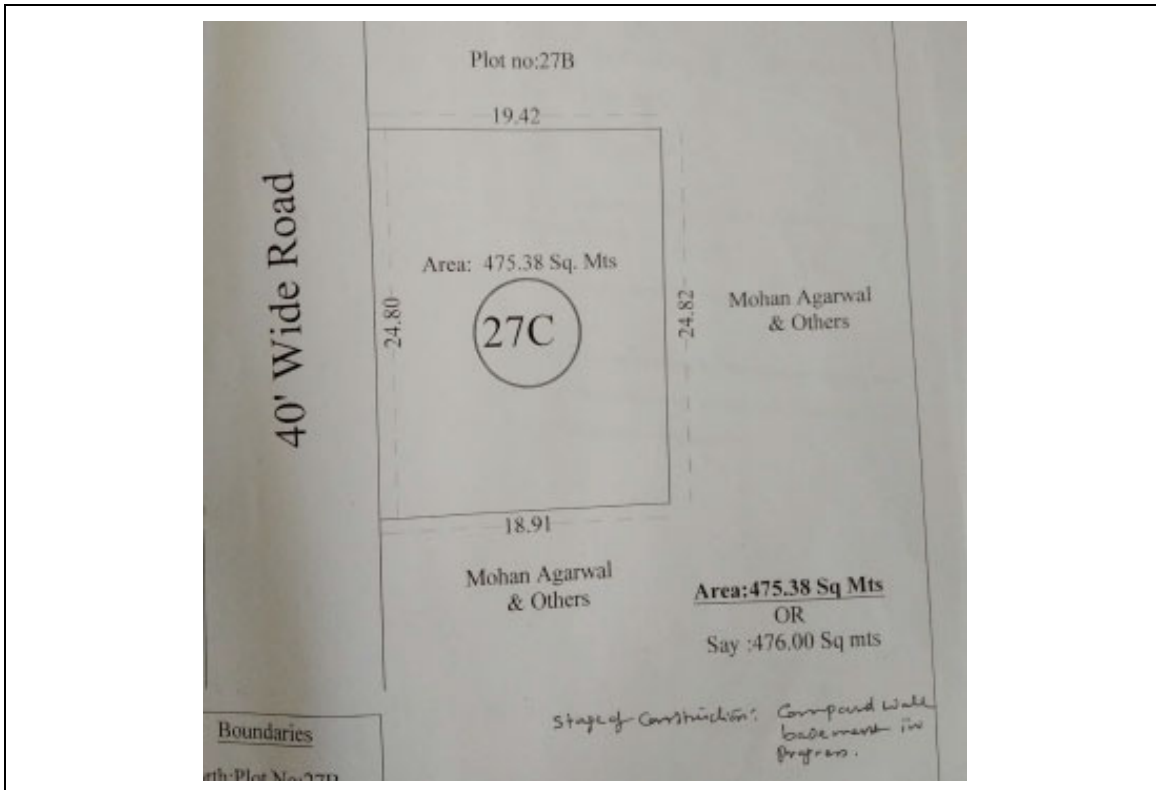 Plot no:27B
19.42
40' Wide Road
Area: 475.38 Sq. Mts
24.80
27C
24.82
Mohan Agarwal
& Others
18.91
Mohan Agarwal
& Others
Area:475.38 Sq Mts
OR
Say :476.00 Sq mts
Stage of Construction: Compound Wall
basement in
Progress.
Boundaries